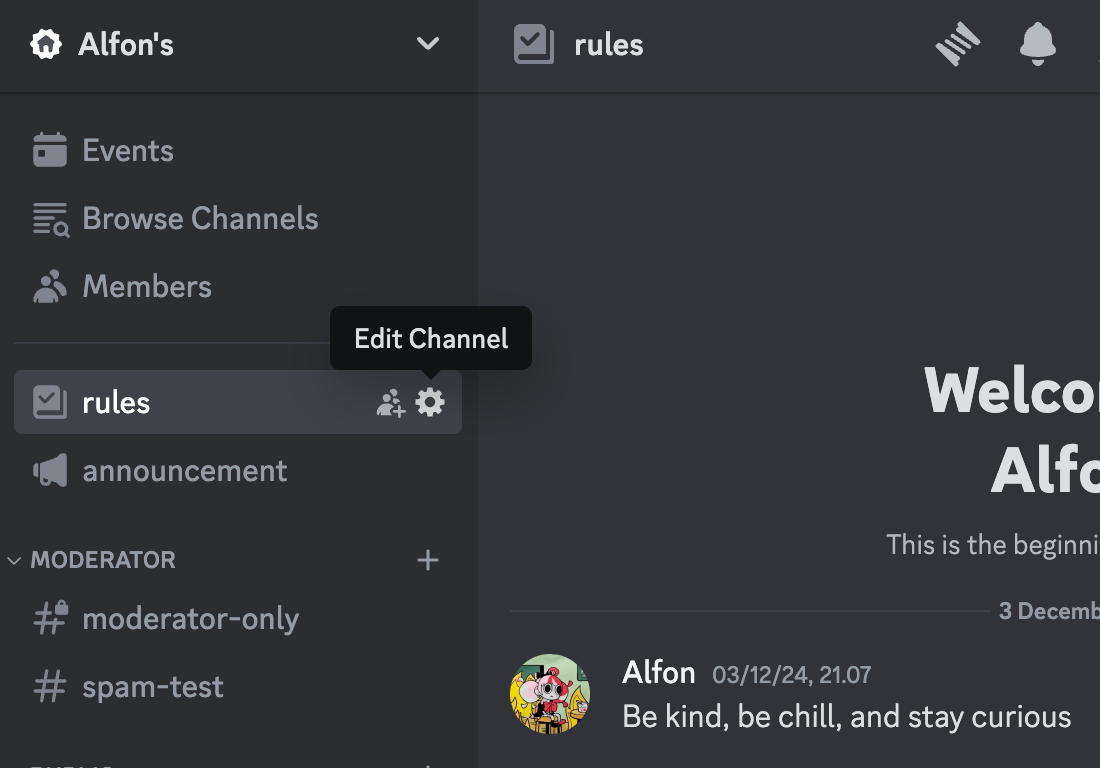 Alfon's
rules
Events
Browse Channels
Members
Edit Channel
rules
announcement
MODERATOR
moderator-only
spam-test
Welco
Alfo
This is the beginni
3 Decemb
Alfon 03/12/24, 21.07
Be kind, be chill, and stay curious